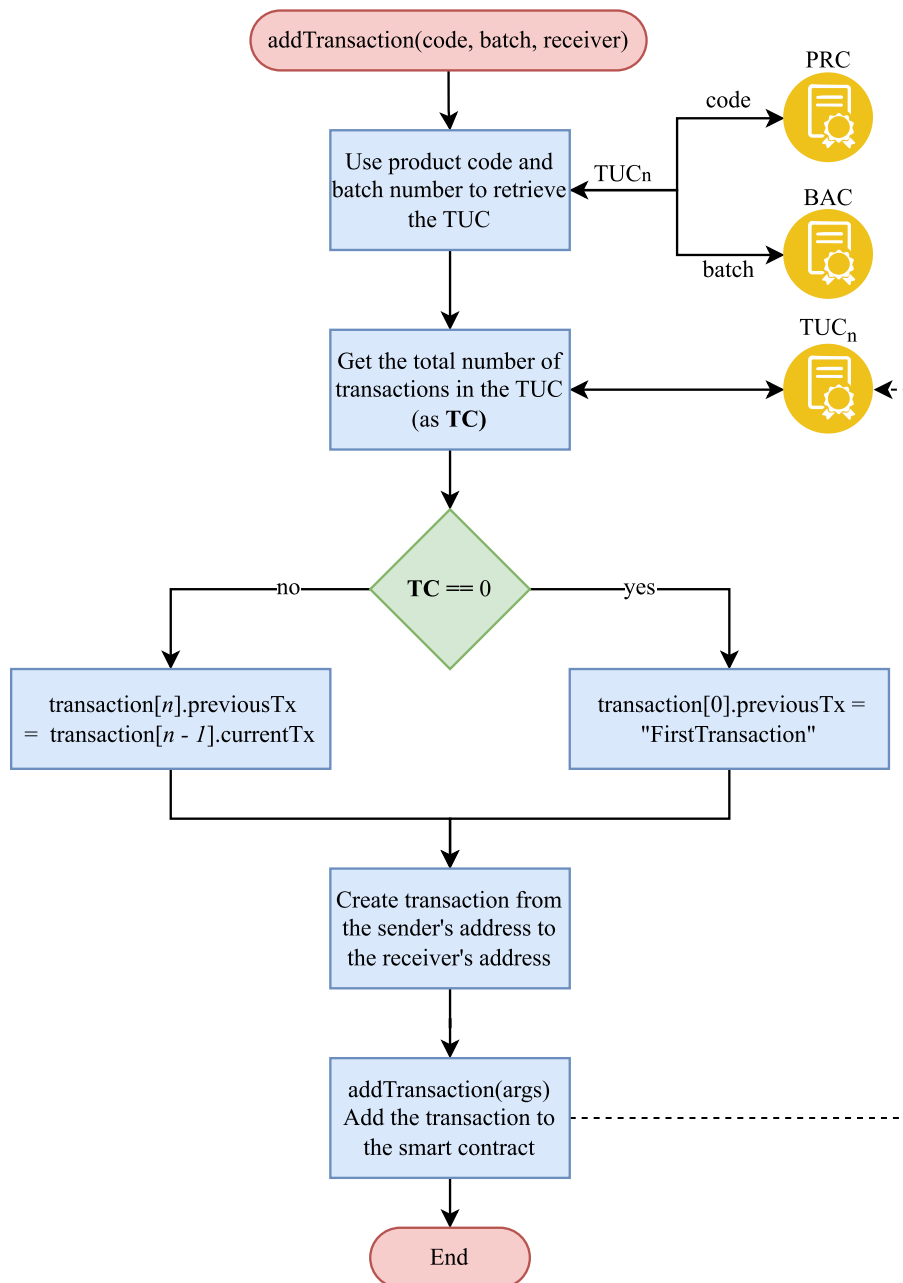 addTransaction(code, batch, receiver)
PRC
code
Use product code and
batch number to retrieve
the TUC
TUCn
BAC
batch
TUCn
Get the total number of
transactions in the TUC
(as TC)
TC == 0
no
yes
transaction[n].previousTx
= transaction[n - 1].currentTx
transaction[0].previousTx =
"FirstTransaction"
Create transaction from
the sender's address to
the receiver's address
addTransaction(args)
Add the transaction to
the smart contract
End